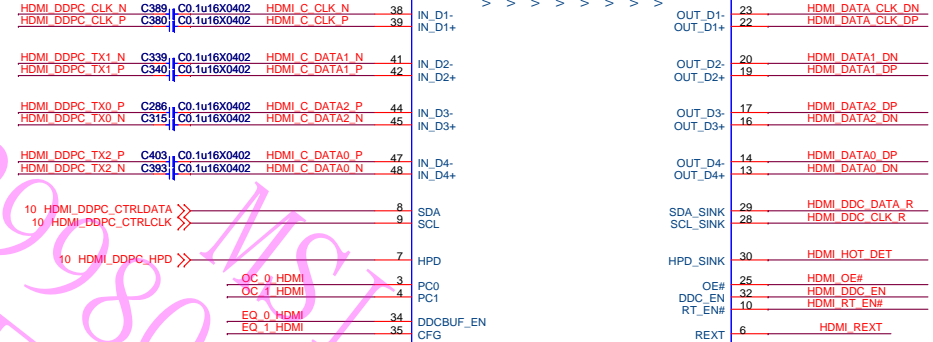 HDMI_DDPC_CLK_N C389 C0.1u16X0402 HDMI_C_CLK_N 38 IN_D1- OUT_D1- 23 HDMI_DATA_CLK_DN
HDMI_DDPC_CLK_P C380 C0.1u16X0402 HDMI_C_CLK_P 39 IN_D1+ OUT_D1+ 22 HDMI_DATA_CLK_DP
HDMI_DDPC_TX1_N C339 C0.1u16X0402 HDMI_C_DATA1_N 41 IN_D2- OUT_D2- 20 HDMI_DATA1_DN
HDMI_DDPC_TX1_P C340 C0.1u16X0402 HDMI_C_DATA1_P 42 IN_D2+ OUT_D2+ 19 HDMI_DATA1_DP
HDMI_DDPC_TX0_P C286 C0.1u16X0402 HDMI_C_DATA2_P 44 IN_D3- OUT_D3- 17 HDMI_DATA2_DP
HDMI_DDPC_TX0_N C315 C0.1u16X0402 HDMI_C_DATA2_N 45 IN_D3+ OUT_D3+ 16 HDMI_DATA2_DN
HDMI_DDPC_TX2_P C403 C0.1u16X0402 HDMI_C_DATA0_P 47 IN_D4- OUT_D4- 14 HDMI_DATA0_DP
HDMI_DDPC_TX2_N C393 C0.1u16X0402 HDMI_C_DATA0_N 48 IN_D4+ OUT_D4+ 13 HDMI_DATA0_DN
10 HDMI_DDPC_CTRLDATA 8 SDA SDA_SINK 29 HDMI_DDC_DATA_R
10 HDMI_DDPC_CTRLCLK 9 SCL SCL_SINK 28 HDMI_DDC_CLK_R
10 HDMI_DDPC_HPD 7 HPD HPD_SINK 30 HDMI_HOT_DET
OC_0_HDMI 3 PC0 OE# 25 HDMI_OE#
OC_1_HDMI 4 PC1 DDC_EN 32 HDMI_DDC_EN
RT_EN# 10 HDMI_RT_EN#
EQ_0_HDMI 34 DDCBUF_EN
EQ_1_HDMI 35 CFG REXT 6 HDMI_REXT
MSI